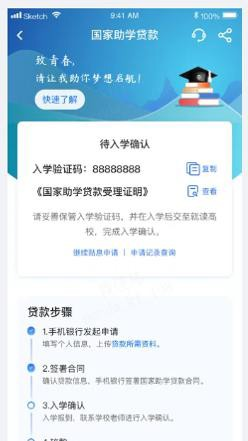 Sketch
9:41 AM
100%
国家助学贷款
致青春，
请让我助你梦想启航！
快速了解
待入学确认
入学验证码：88888888
复制
《国家助学贷款受理证明》
查看
请妥善保管入学验证码，并在入学后交至就读高
校，完成入学确认。
继续贴息申请 | 申请记录查询
贷款步骤
1.手机银行发起申请
填写个人信息、上传贷款所需资料。
2.签署合同
确认贷款信息，手机银行签署国家助学贷款合同。
3.入学确认
入学报到，联系学校老师进行入学确认。